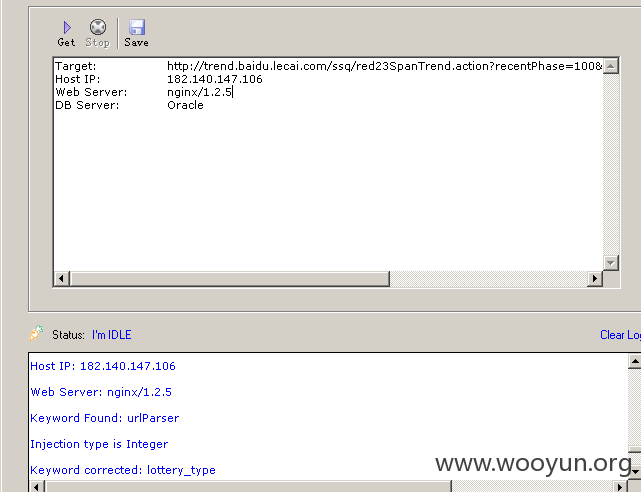 Get Stop Save
Target: http://trend.baidu.lecai.com/ssq/red23SpanTrend.action?recentPhase=100&
Host IP: 182.140.147.106
Web Server: nginx/1.2.5
DB Server: Oracle
Status: I'm IDLE Clear Log
Host IP: 182.140.147.106
Web Server: nginx/1.2.5
Keyword Found: urlParser
Injection type is Integer
Keyword corrected: lottery_type
www.wooyun.org